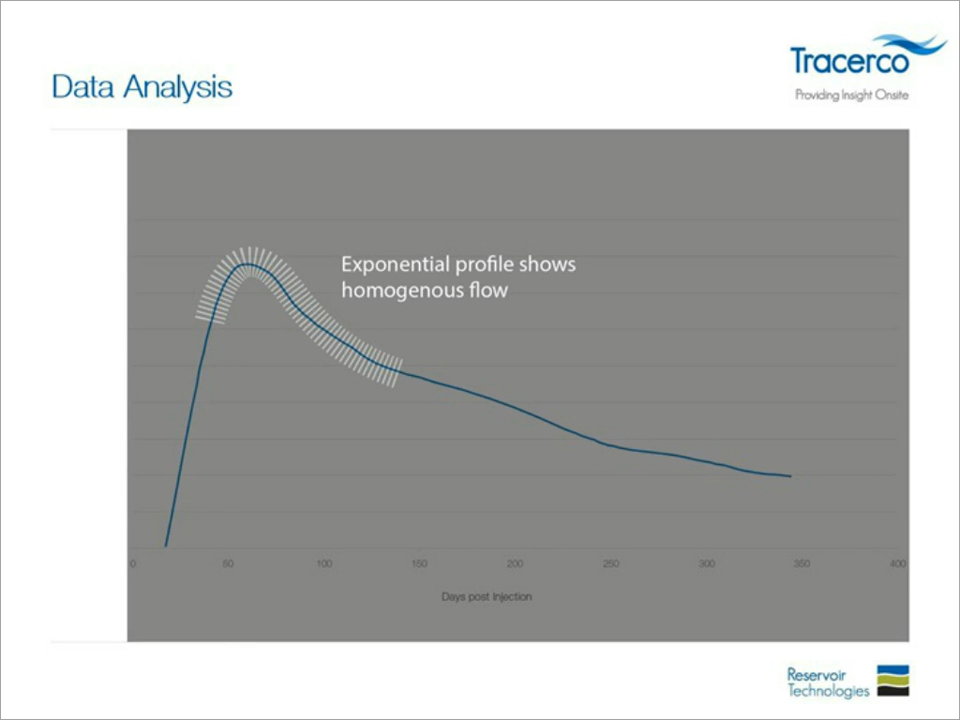 Data Analysis
Tracerco
Providing Insight Onsite
Exponential profile shows
homogenous flow
0 50 100 150 200 250 300 350 400
Days post Injection
Reservoir
Technologies